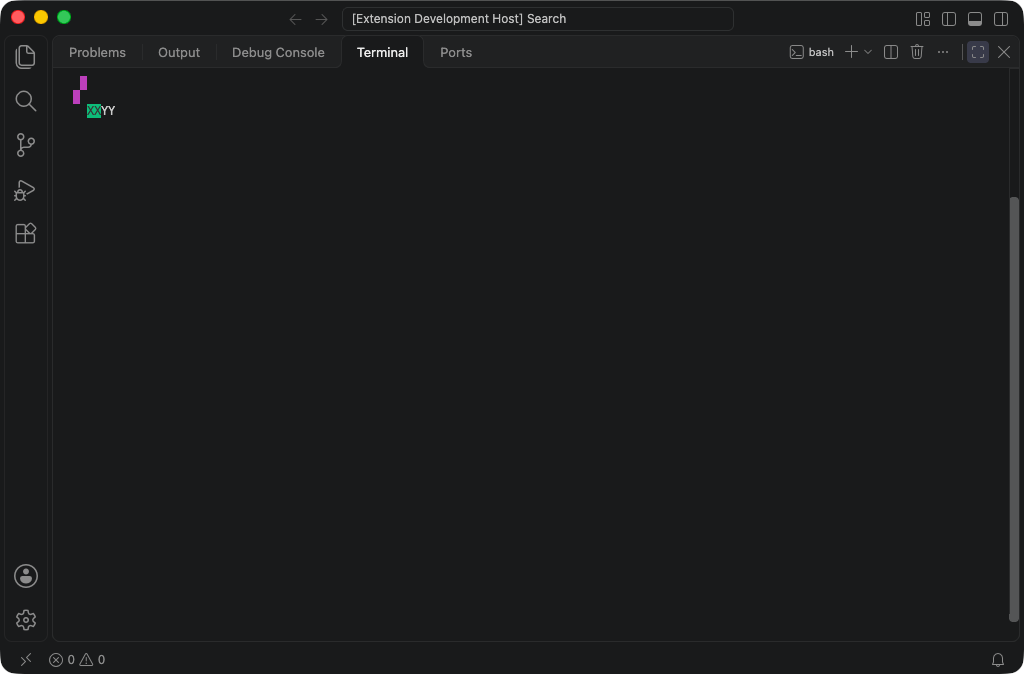 [Extension Development Host] Search
Problems Output Debug Console Terminal Ports bash
XXYY
0 0